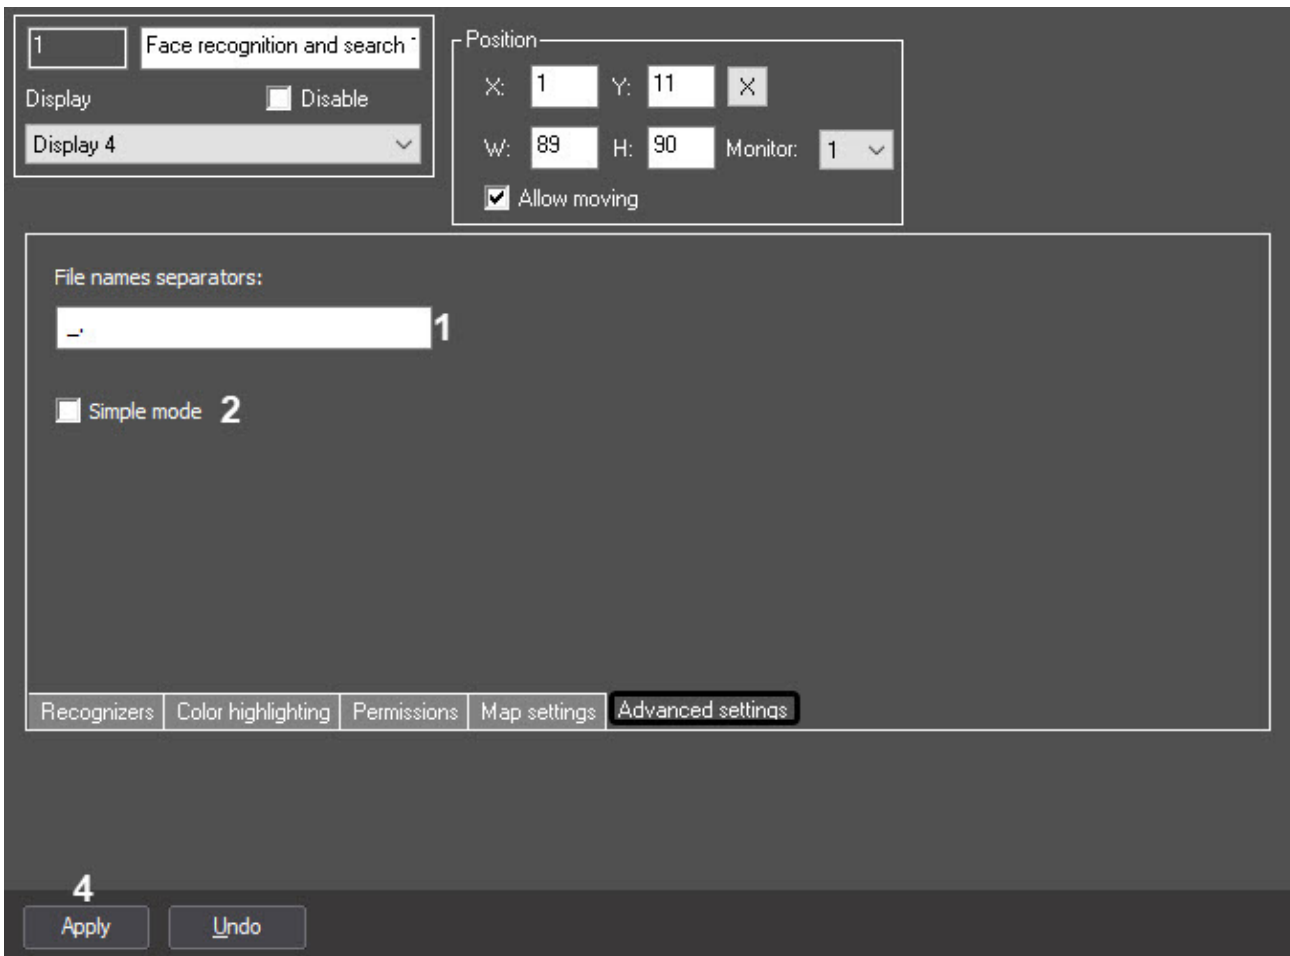 1
Face recognition and search
Display
Disable
Display 4
Position
X: 1 Y: 11 X
W: 89 H: 90 Monitor: 1
Allow moving
File names separators:
_. 1
Simple mode 2
Recognizers Color highlighting Permissions Map settings Advanced settings
4
Apply Undo